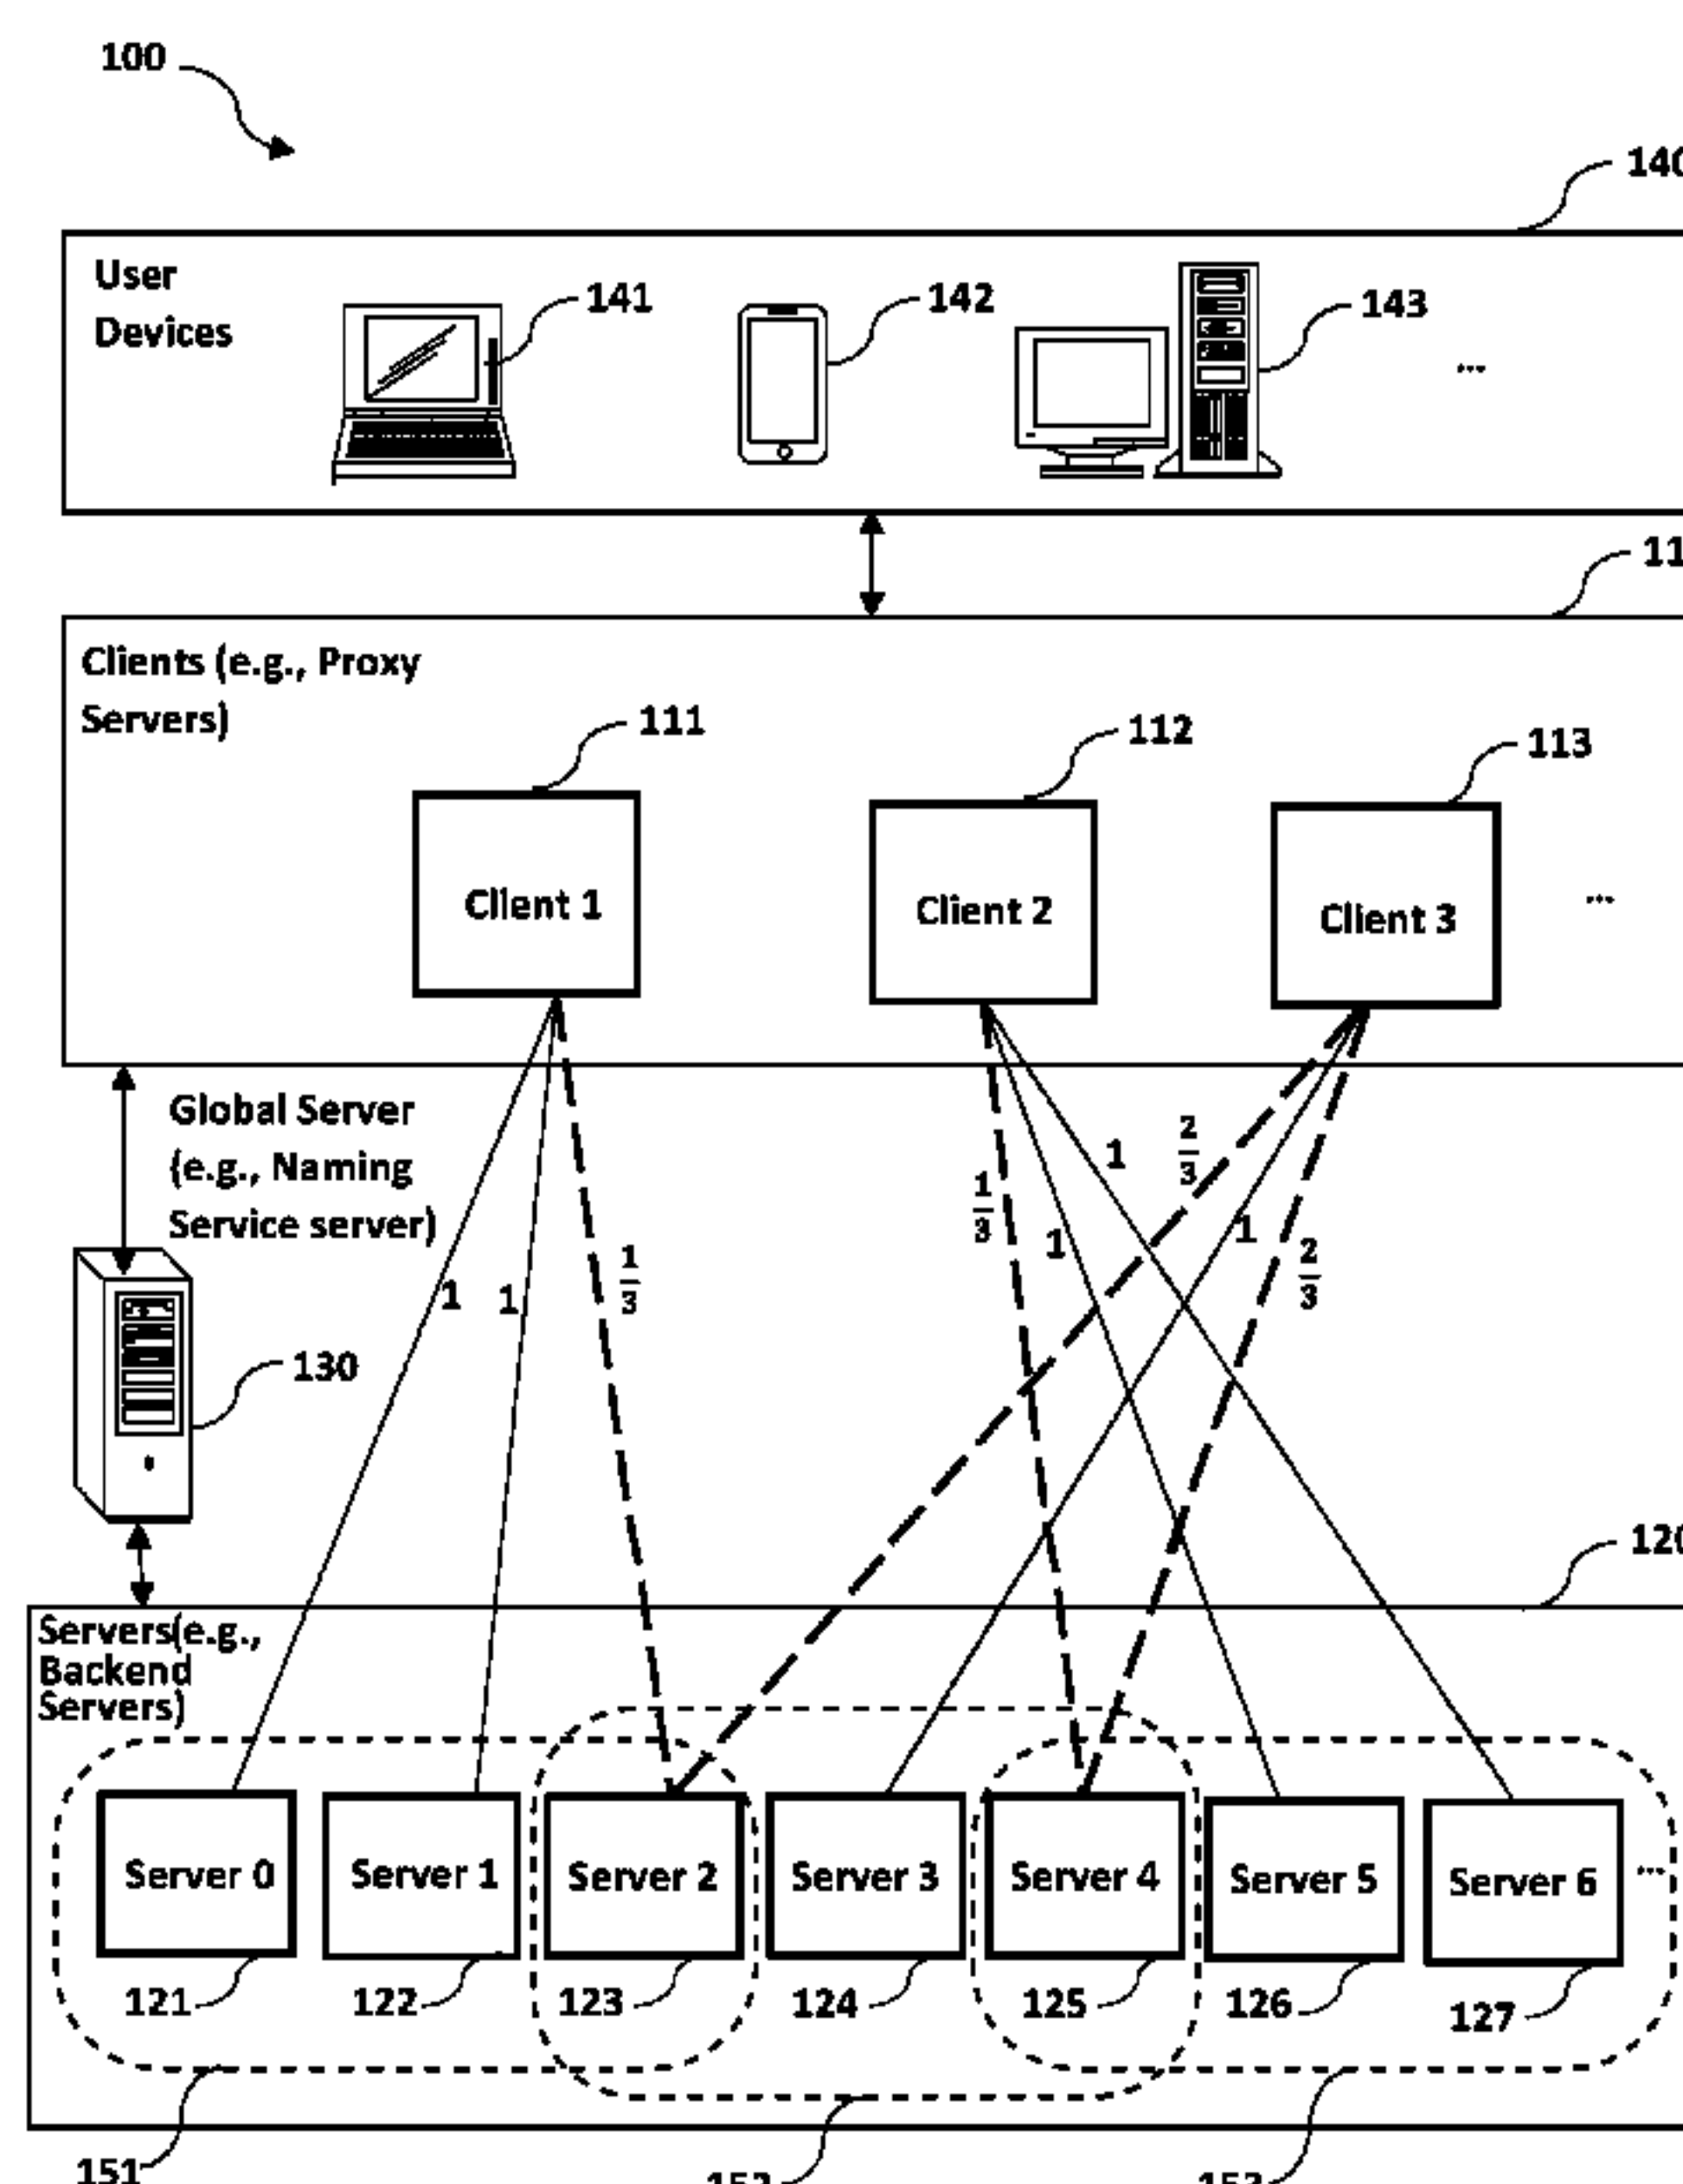 100
140
User
Devices
141
142
143
...
11
Clients (e.g., Proxy
Servers)
111
112
113
Client 1
Client 2
Client 3
...
Global Server
(e.g., Naming
Service server)
1
1
1/3
1/3
1
1
2/3
1
2/3
130
120
Servers(e.g.,
Backend
Servers)
Server 0
Server 1
Server 2
Server 3
Server 4
Server 5
Server 6
...
121
122
123
124
125
126
127
151
152
153